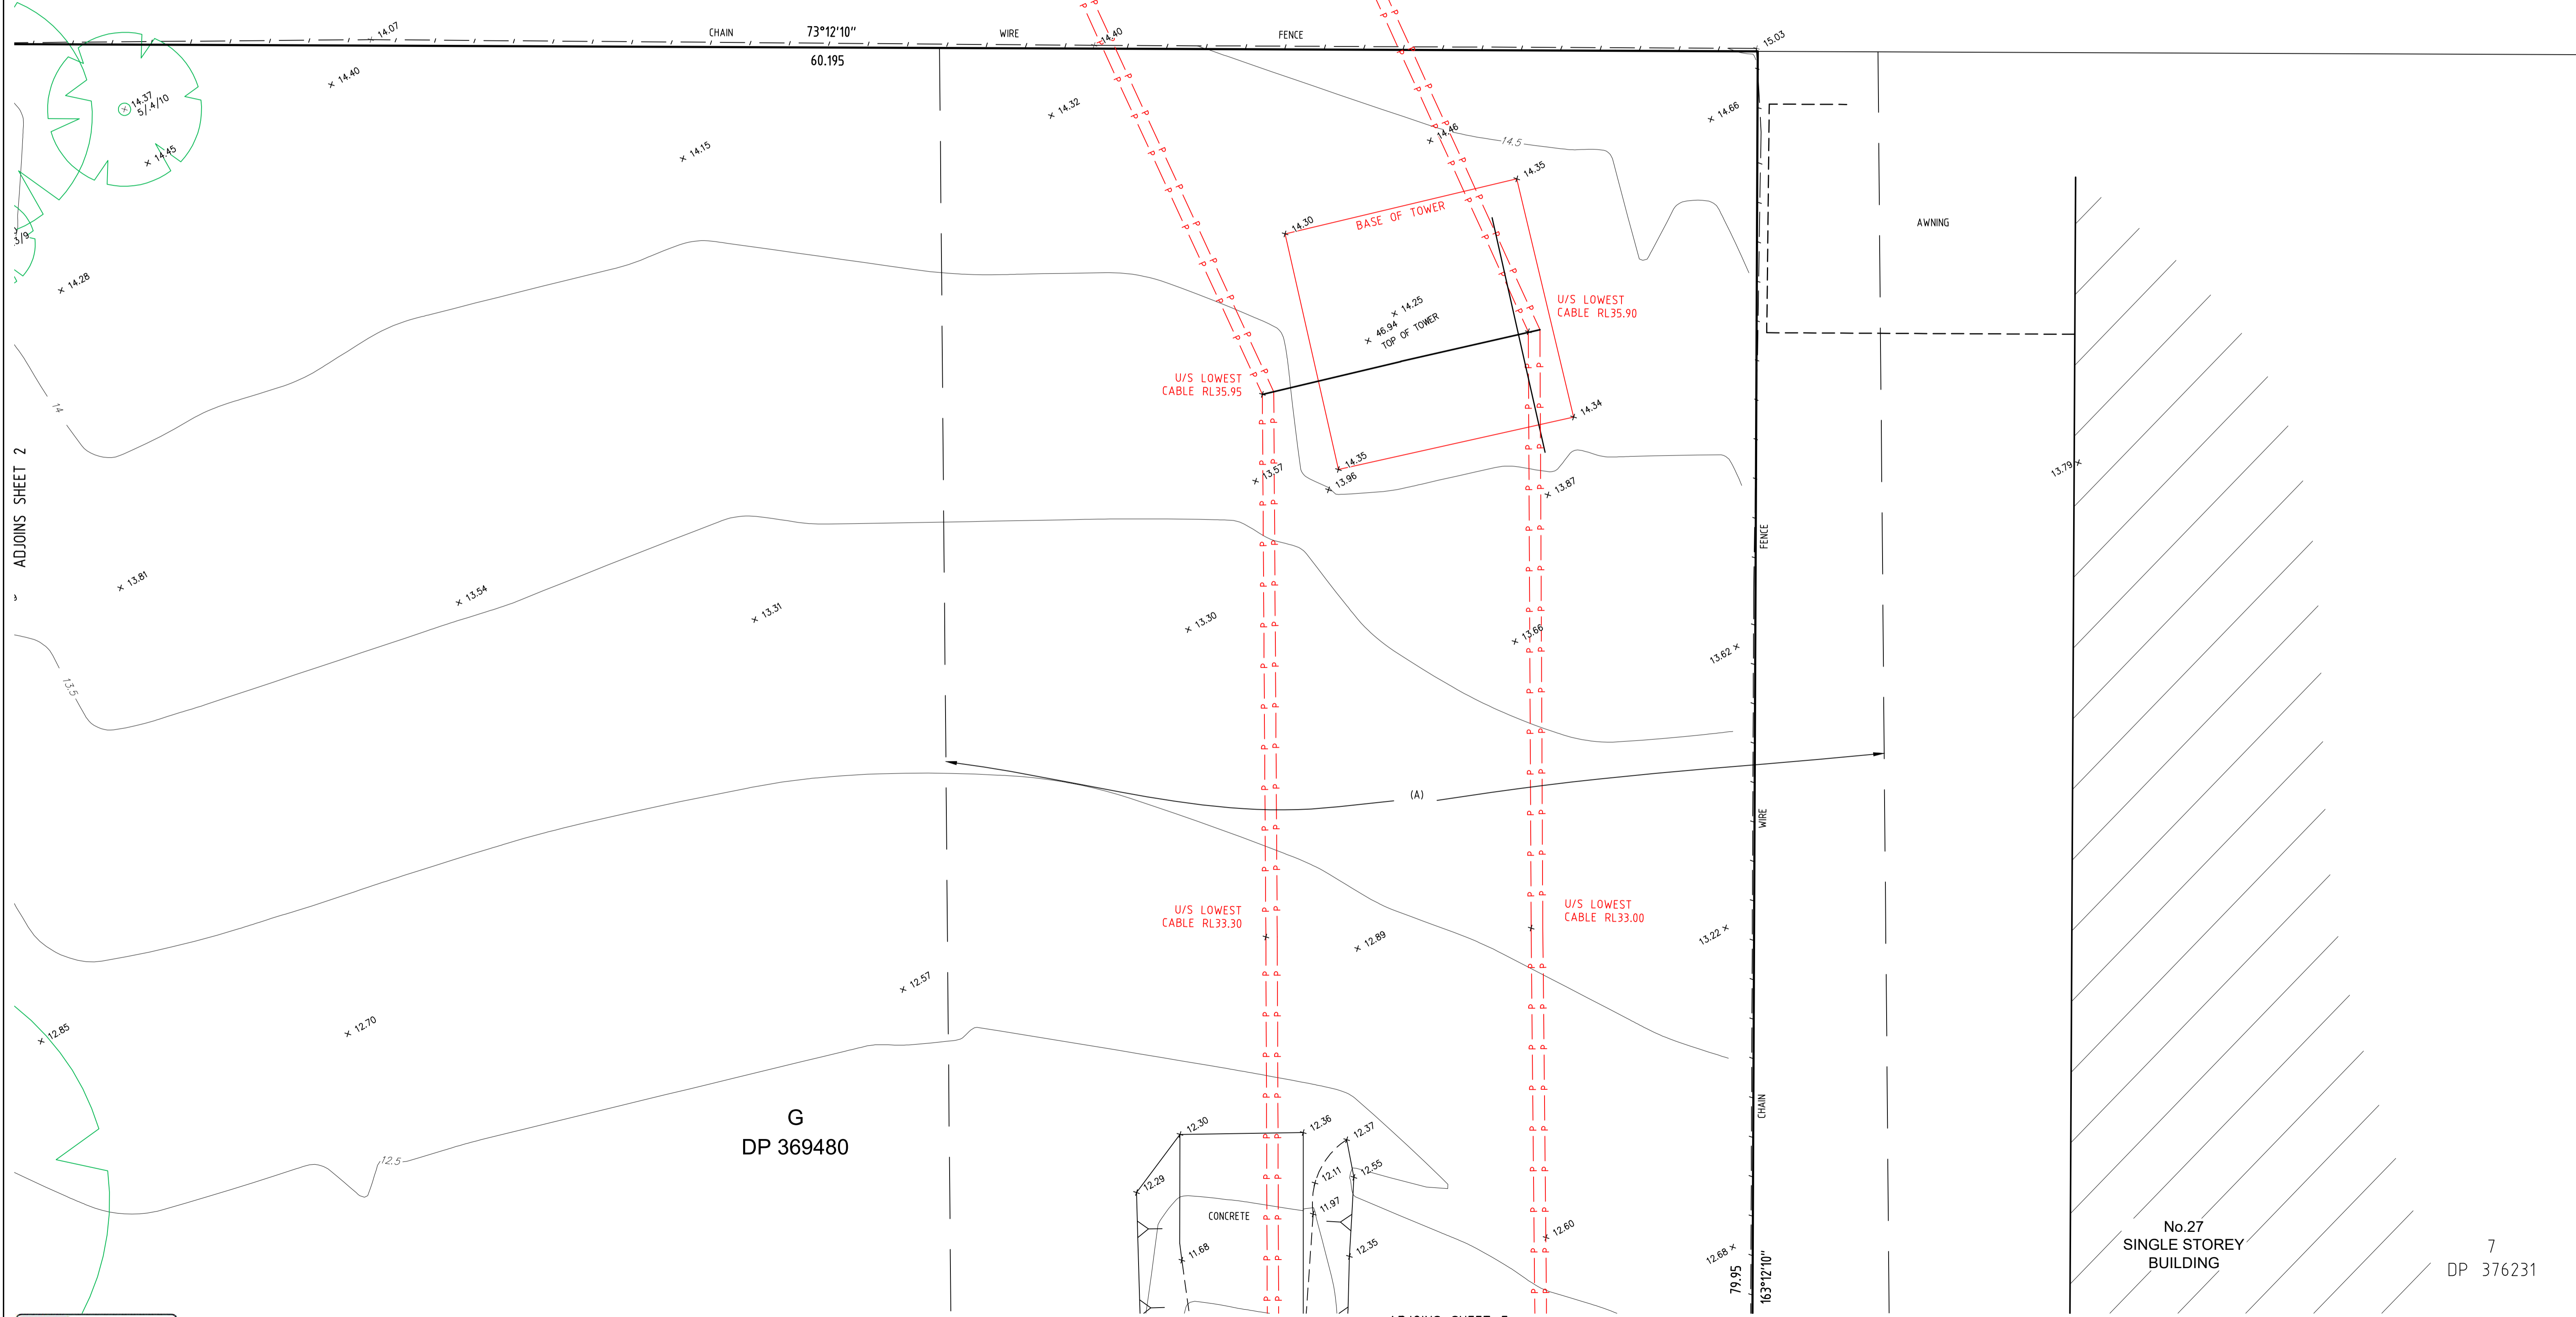 14.07
CHAIN
73°12'10"
WIRE
14.40
FENCE
15.03
60.195
14.40
14.37
5/.4/10
14.32
14.66
14.45
14.15
14.46
14.5
14.35
14.30
BASE OF TOWER
AWNING
3/9
14.28
14.25
46.94
TOP OF TOWER
U/S LOWEST
CABLE RL35.90
U/S LOWEST
CABLE RL35.95
14
14.34
14.35
13.57
13.96
13.87
13.79
ADJOINS SHEET 2
FENCE
13.81
13.54
13.31
13.30
13.66
13.62
13.5
(A)
WIRE
U/S LOWEST
CABLE RL33.30
U/S LOWEST
CABLE RL33.00
12.89
13.22
12.57
12.85
12.70
G
DP 369480
CHAIN
12.30
12.36
12.37
12.5
12.29
12.11
12.55
11.97
CONCRETE
11.68
12.35
12.60
12.68
79.95
163°12'10"
No.27
SINGLE STOREY
BUILDING
7
DP 376231
P P P P P P P P